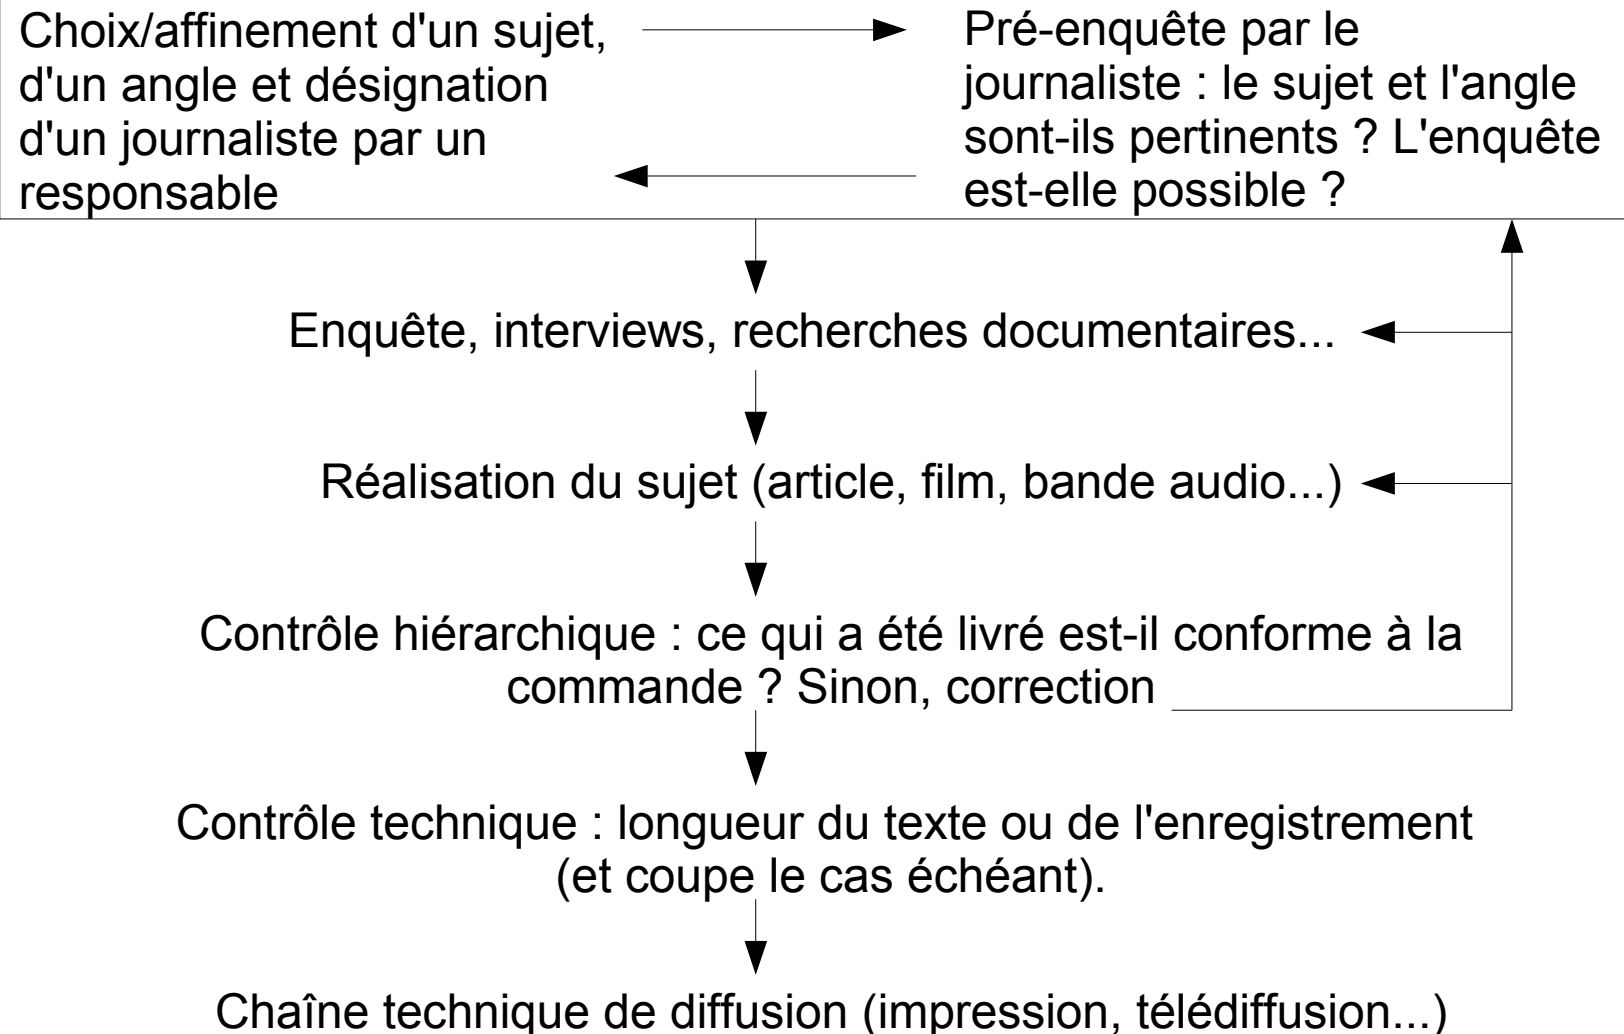 Choix/affinement d'un sujet,
d'un angle et désignation
d'un journaliste par un
responsable
Pré-enquête par le
journaliste : le sujet et l'angle
sont-ils pertinents ? L'enquête
est-elle possible ?
Enquête, interviews, recherches documentaires...
Réalisation du sujet (article, film, bande audio...)
Contrôle hiérarchique : ce qui a été livré est-il conforme à la
commande ? Sinon, correction
Contrôle technique : longueur du texte ou de l'enregistrement
(et coupe le cas échéant).
Chaîne technique de diffusion (impression, télédiffusion...)